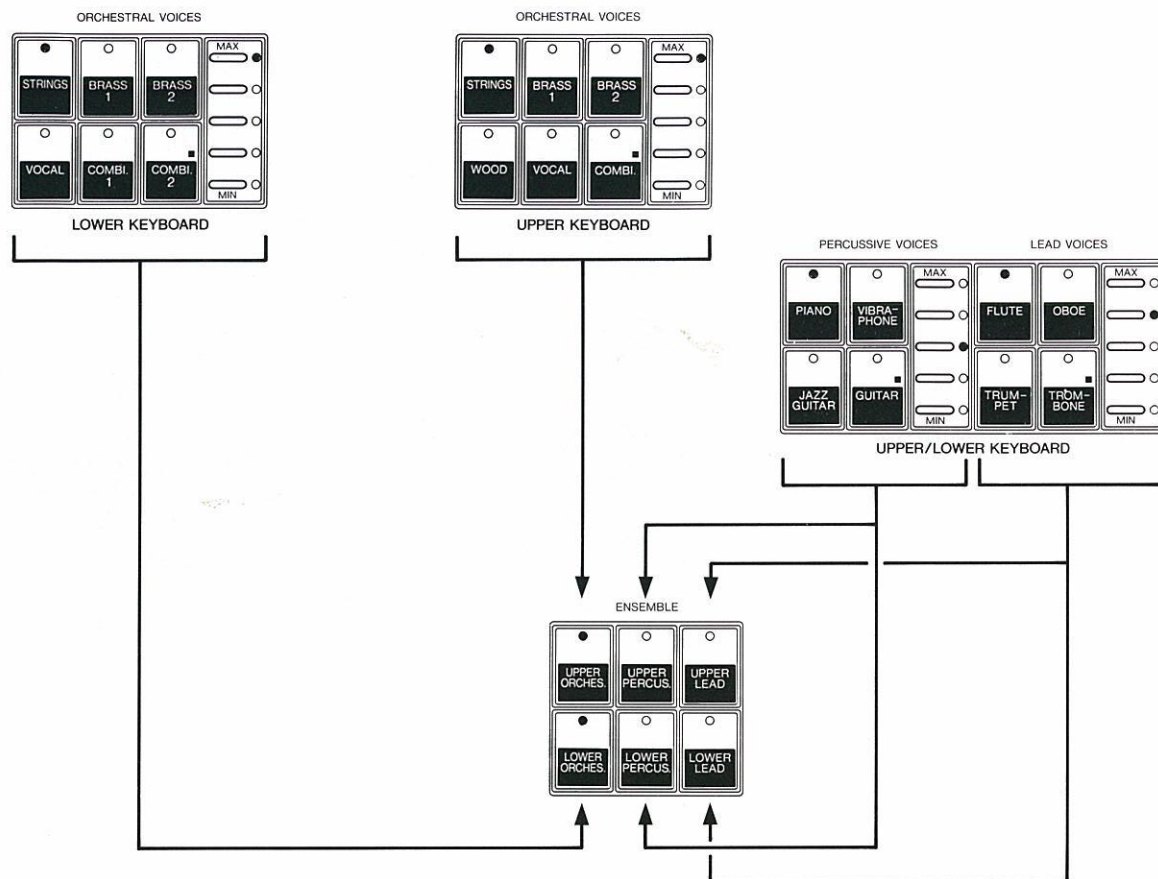 ORCHESTRAL VOICES
STRINGS
BRASS
1
BRASS
2
MAX
VOCAL
COMBI.
1
COMBI.
2
MIN
LOWER KEYBOARD
ORCHESTRAL VOICES
STRINGS
BRASS
1
BRASS
2
MAX
WOOD
VOCAL
COMBI.
MIN
UPPER KEYBOARD
PERCUSSIVE VOICES
LEAD VOICES
PIANO
VIBRA-
PHONE
MAX
FLUTE
OBOE
MAX
JAZZ
GUITAR
GUITAR
MIN
TRUM-
PET
TROM-
BONE
MIN
UPPER/LOWER KEYBOARD
ENSEMBLE
UPPER
ORCHES.
UPPER
PERCUS.
UPPER
LEAD
LOWER
ORCHES.
LOWER
PERCUS.
LOWER
LEAD